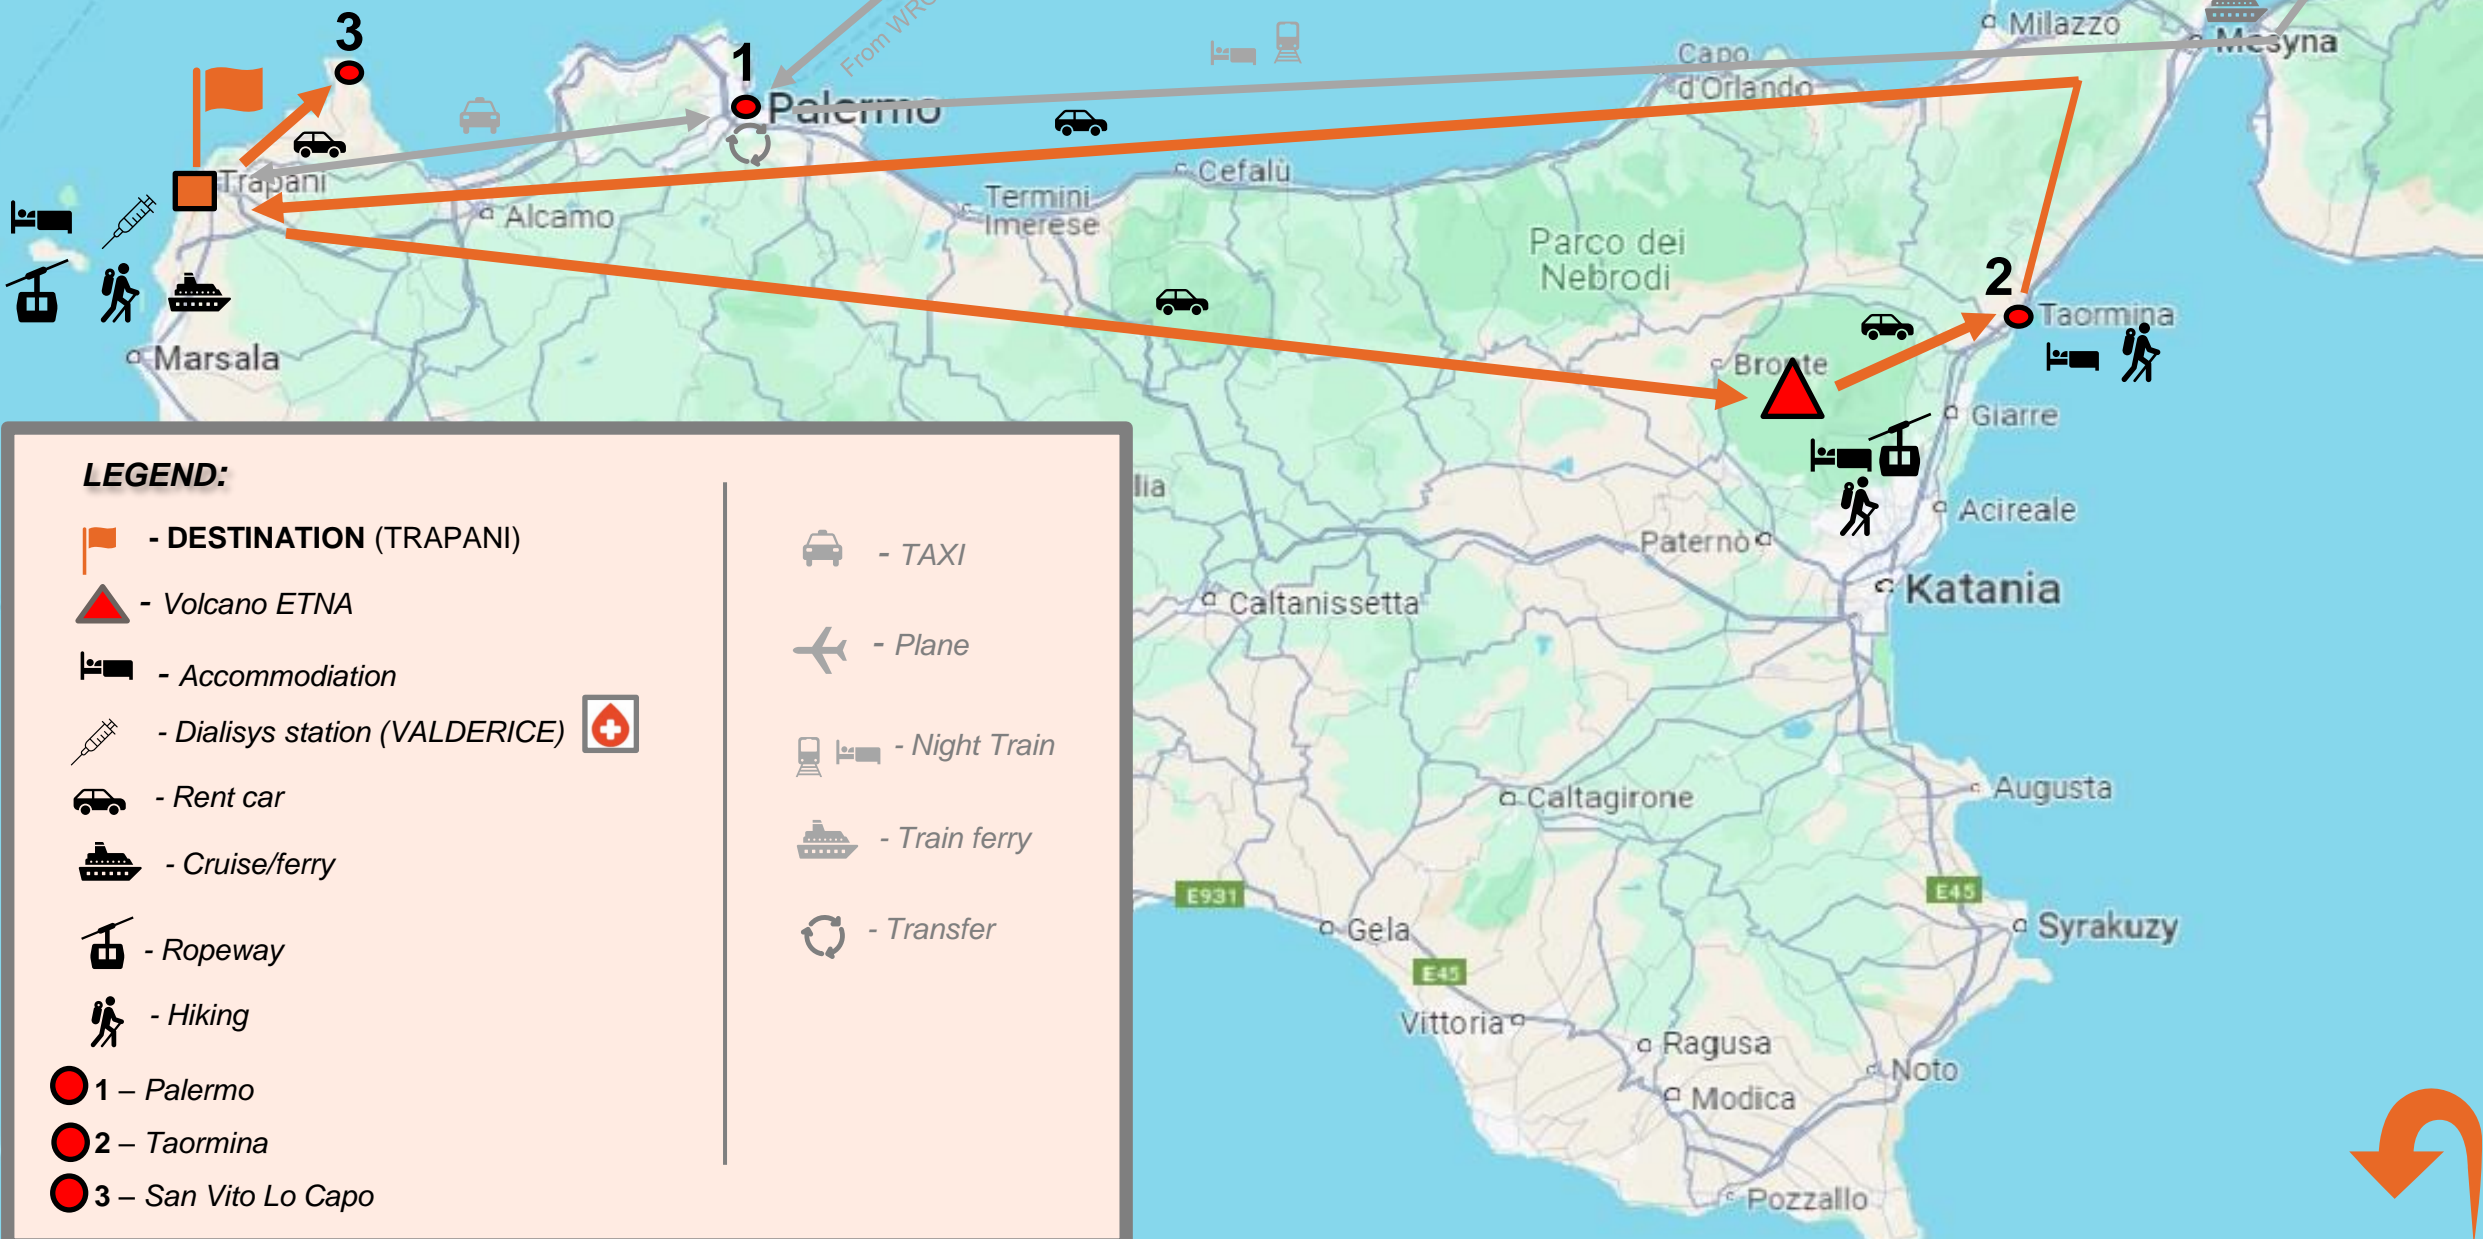 3
1
From WRO
Milazzo
Mesyna
Capo
d'Orlando
Palermo
Trapani
Cefalù
Alcamo
Termini
Imerese
Parco dei
Nebrodi
2
Taormina
Marsala
Bronte
Giarre
lia
Acireale
Paternò
Katania
Caltanissetta
Caltagirone
Augusta
E931
E45
Gela
Syrakuzy
E45
Vittoria
Ragusa
Modica
Noto
Pozzallo
LEGEND:
- DESTINATION (TRAPANI)
- Volcano ETNA
- Accommodiation
- Dialisys station (VALDERICE)
- Rent car
- Cruise/ferry
- Ropeway
- Hiking
1 – Palermo
2 – Taormina
3 – San Vito Lo Capo
- TAXI
- Plane
- Night Train
- Train ferry
- Transfer